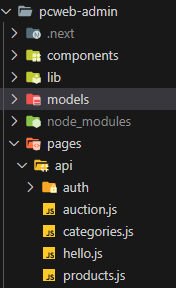 pcweb-admin
.next
components
lib
models
node_modules
pages
api
auth
auction.js
categories.js
hello.js
products.js